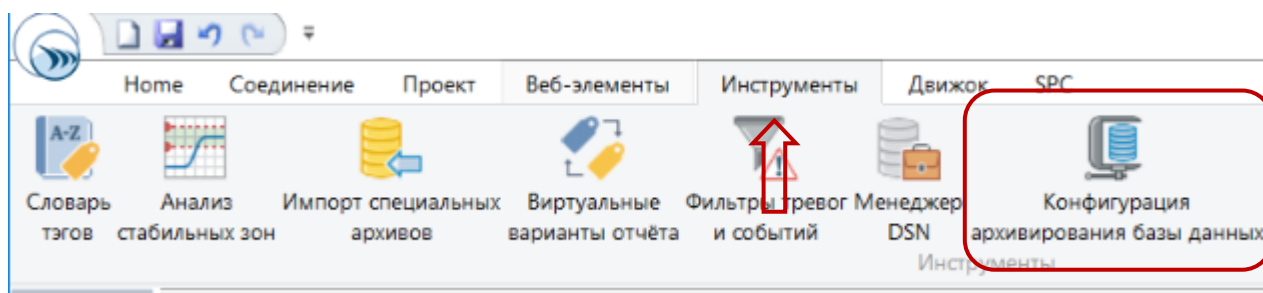 Home Соединение Проект Веб-элементы Инструменты Движок SPC
A-Z
Словарь Анализ Импорт специальных Виртуальные Фильтры тревог Менеджер Конфигурация
тэгов стабильных зон архивов варианты отчёта и событий DSN архивирования базы данных
Инструменты